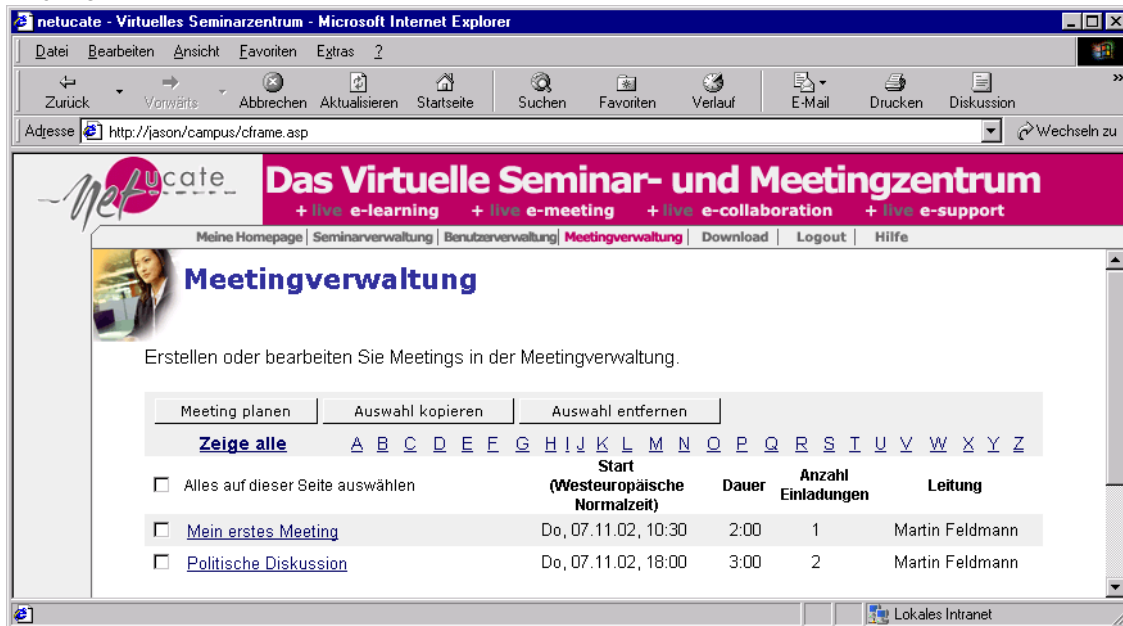 netucate - Virtuelles Seminarzentrum - Microsoft Internet Explorer
Datei Bearbeiten Ansicht Favoriten Extras ?
Zurück Vorwärts Abbrechen Aktualisieren Startseite Suchen Favoriten Verlauf E-Mail Drucken Diskussion »
Adresse http://jason/campus/cframe.asp Wechseln zu
netucate Das Virtuelle Seminar- und Meetingzentrum
+ live e-learning + live e-meeting + live e-collaboration + live e-support
Meine Homepage | Seminarverwaltung | Benutzerverwaltung | Meetingverwaltung | Download | Logout | Hilfe
Meetingverwaltung
Erstellen oder bearbeiten Sie Meetings in der Meetingverwaltung.
Meeting planen Auswahl kopieren Auswahl entfernen
Zeige alle A B C D E F G H I J K L M N O P Q R S T U V W X Y Z
Alles auf dieser Seite auswählen Start (Westeuropäische Normalzeit) Dauer Anzahl Einladungen Leitung
Mein erstes Meeting Do, 07.11.02, 10:30 2:00 1 Martin Feldmann
Politische Diskussion Do, 07.11.02, 18:00 3:00 2 Martin Feldmann
Lokales Intranet